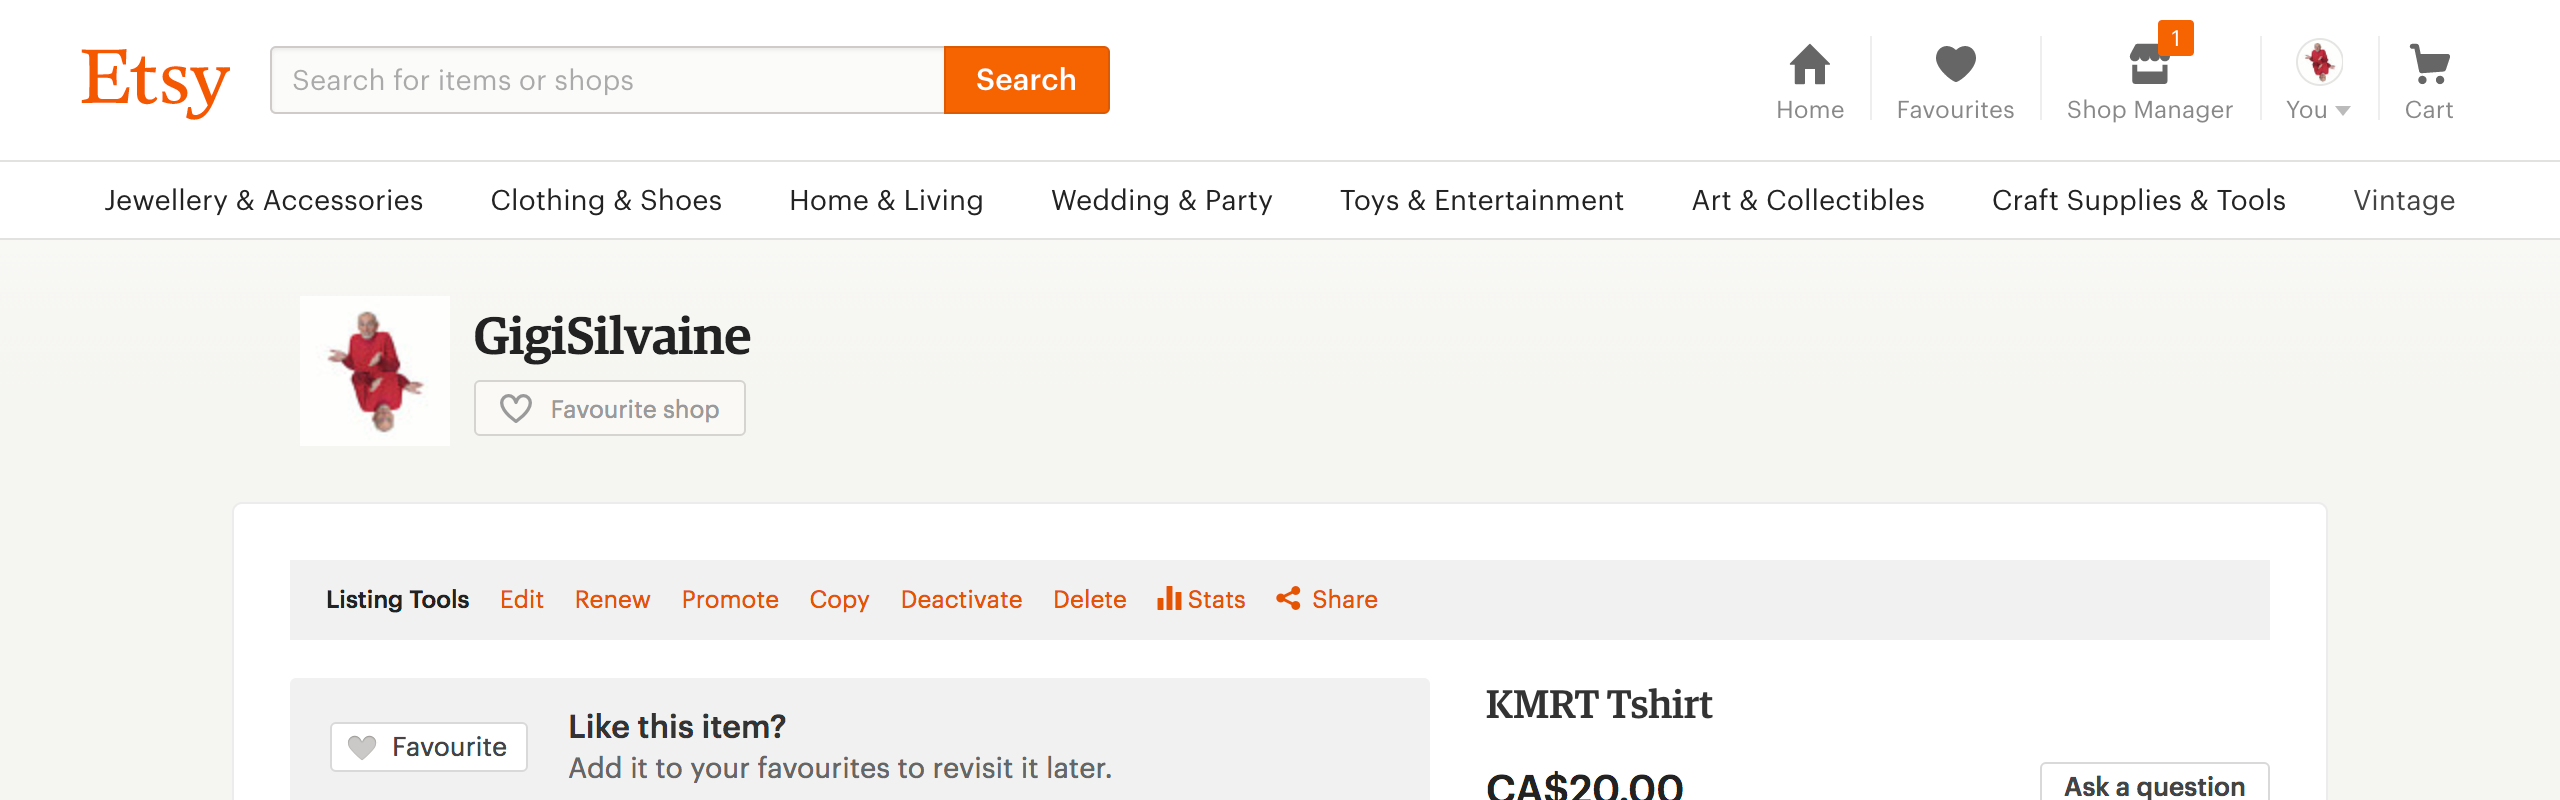 Etsy
Search for items or shops
Search
Home
Favourites
1
Shop Manager
You
Cart
Jewellery & Accessories
Clothing & Shoes
Home & Living
Wedding & Party
Toys & Entertainment
Art & Collectibles
Craft Supplies & Tools
Vintage
GigiSilvaine
Favourite shop
Listing Tools Edit Renew Promote Copy Deactivate Delete Stats Share
Favourite
Like this item?
Add it to your favourites to revisit it later.
KMRT Tshirt
CA$20.00
Ask a question